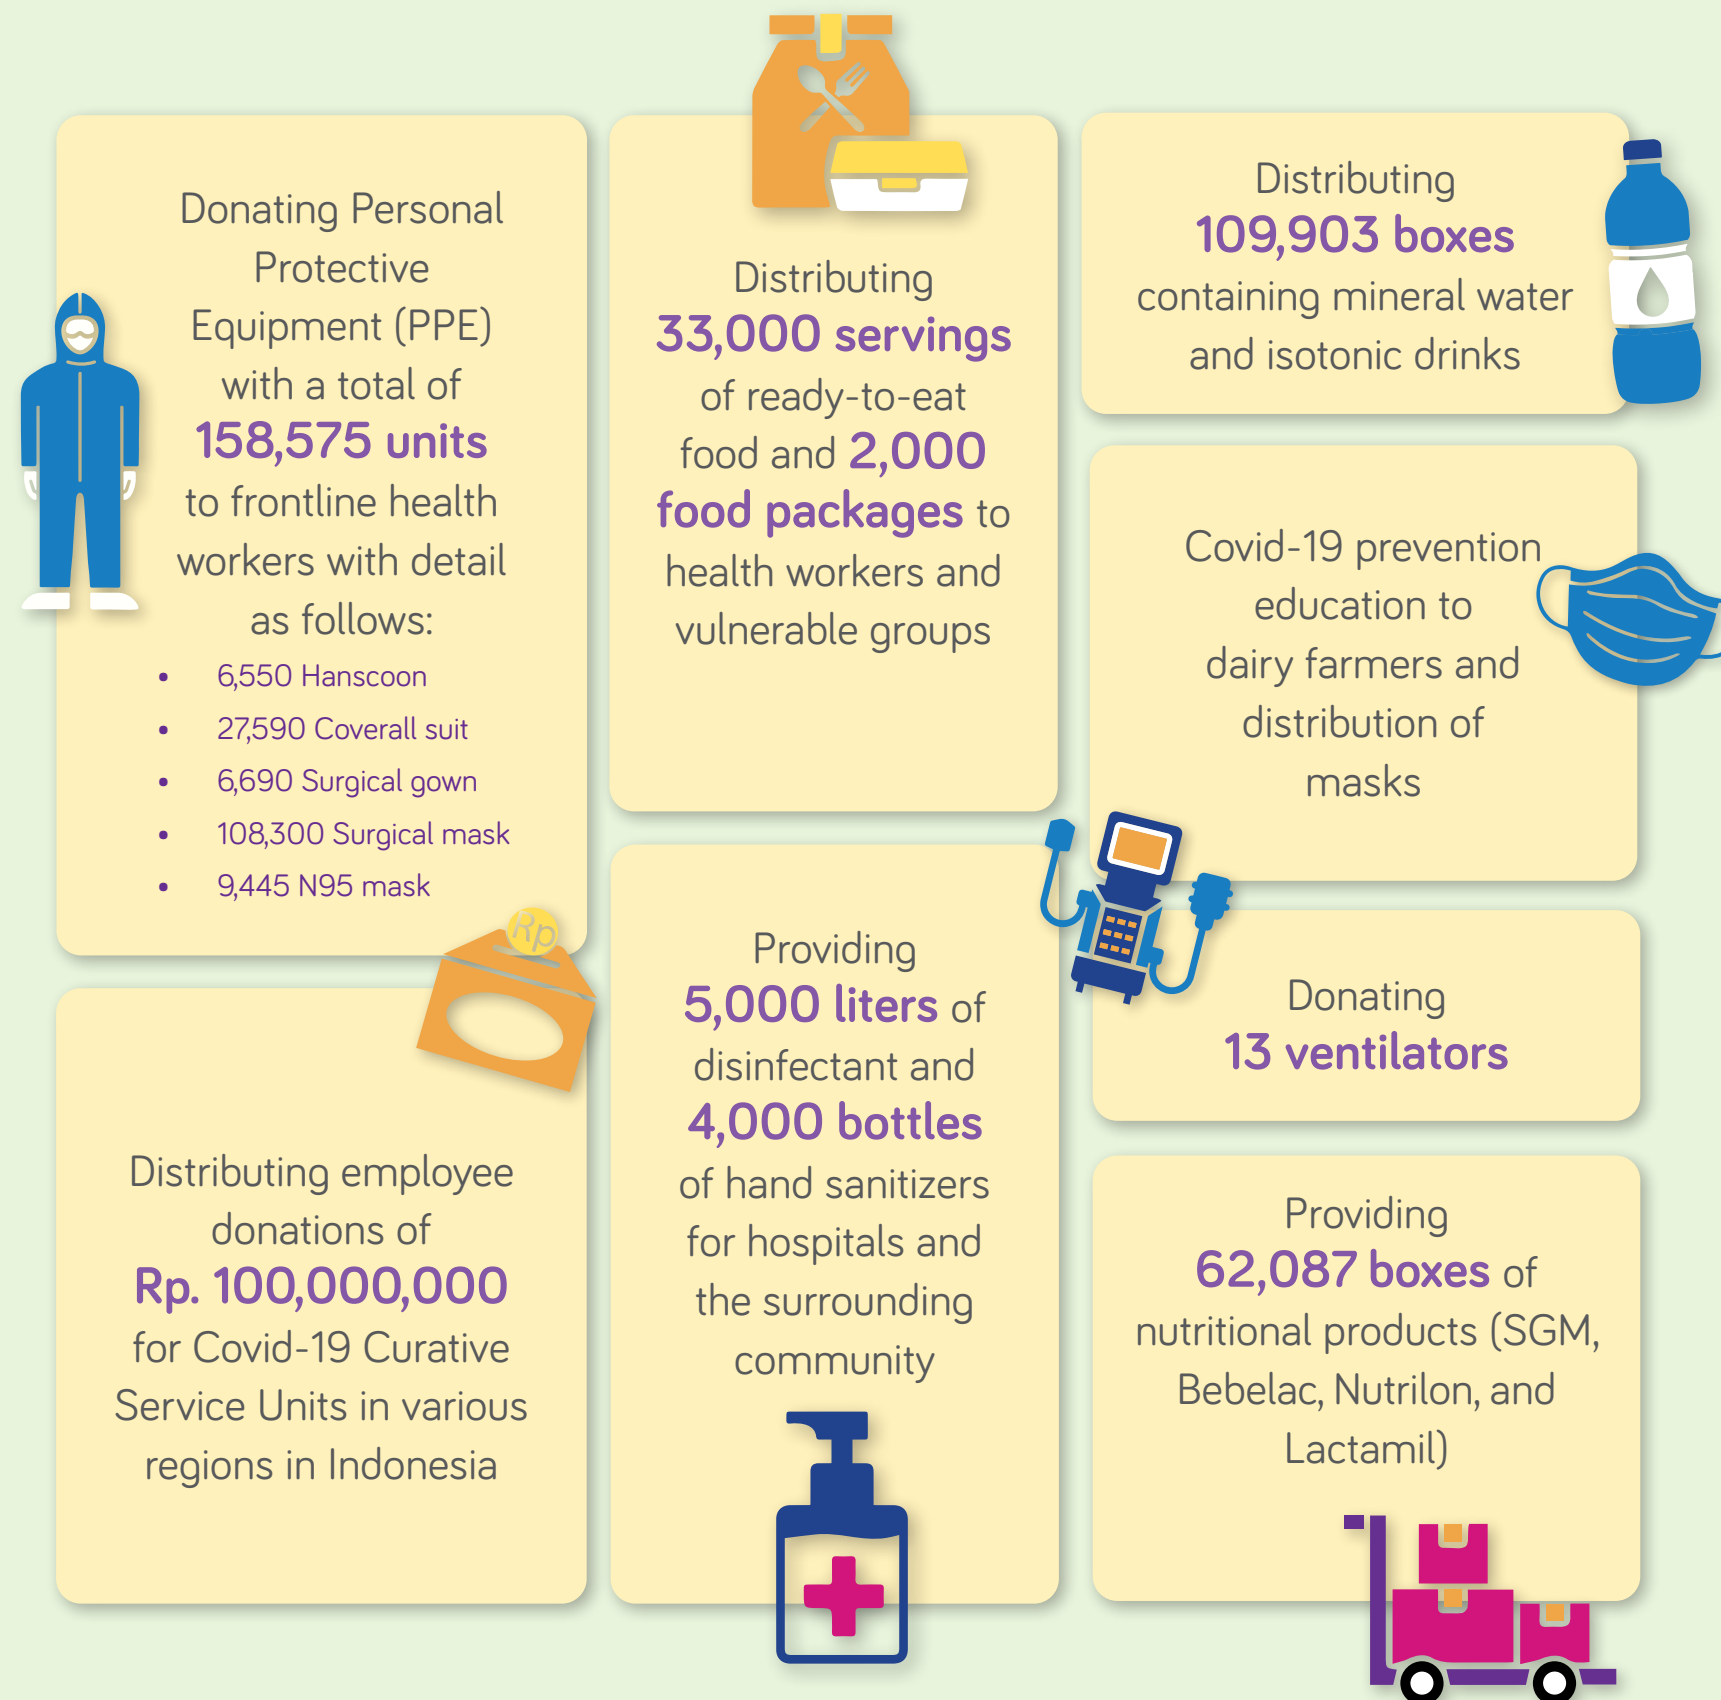 Donating Personal
Protective
Equipment (PPE)
with a total of
158,575 units
to frontline health
workers with detail
as follows:
• 6,550 Hanscoon
• 27,590 Coverall suit
• 6,690 Surgical gown
• 108,300 Surgical mask
• 9,445 N95 mask
Rp
Distributing employee
donations of
Rp. 100,000,000
for Covid-19 Curative
Service Units in various
regions in Indonesia
Distributing
33,000 servings
of ready-to-eat
food and 2,000
food packages to
health workers and
vulnerable groups
Providing
5,000 liters of
disinfectant and
4,000 bottles
of hand sanitizers
for hospitals and
the surrounding
community
Distributing
109,903 boxes
containing mineral water
and isotonic drinks
Covid-19 prevention
education to
dairy farmers and
distribution of
masks
Donating
13 ventilators
Providing
62,087 boxes of
nutritional products (SGM,
Bebelac, Nutrilon, and
Lactamil)